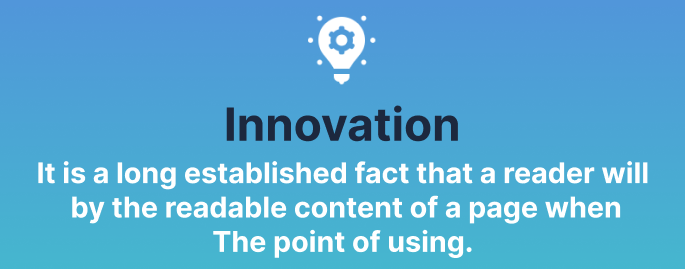 Innovation
It is a long established fact that a reader will
by the readable content of a page when
The point of using.